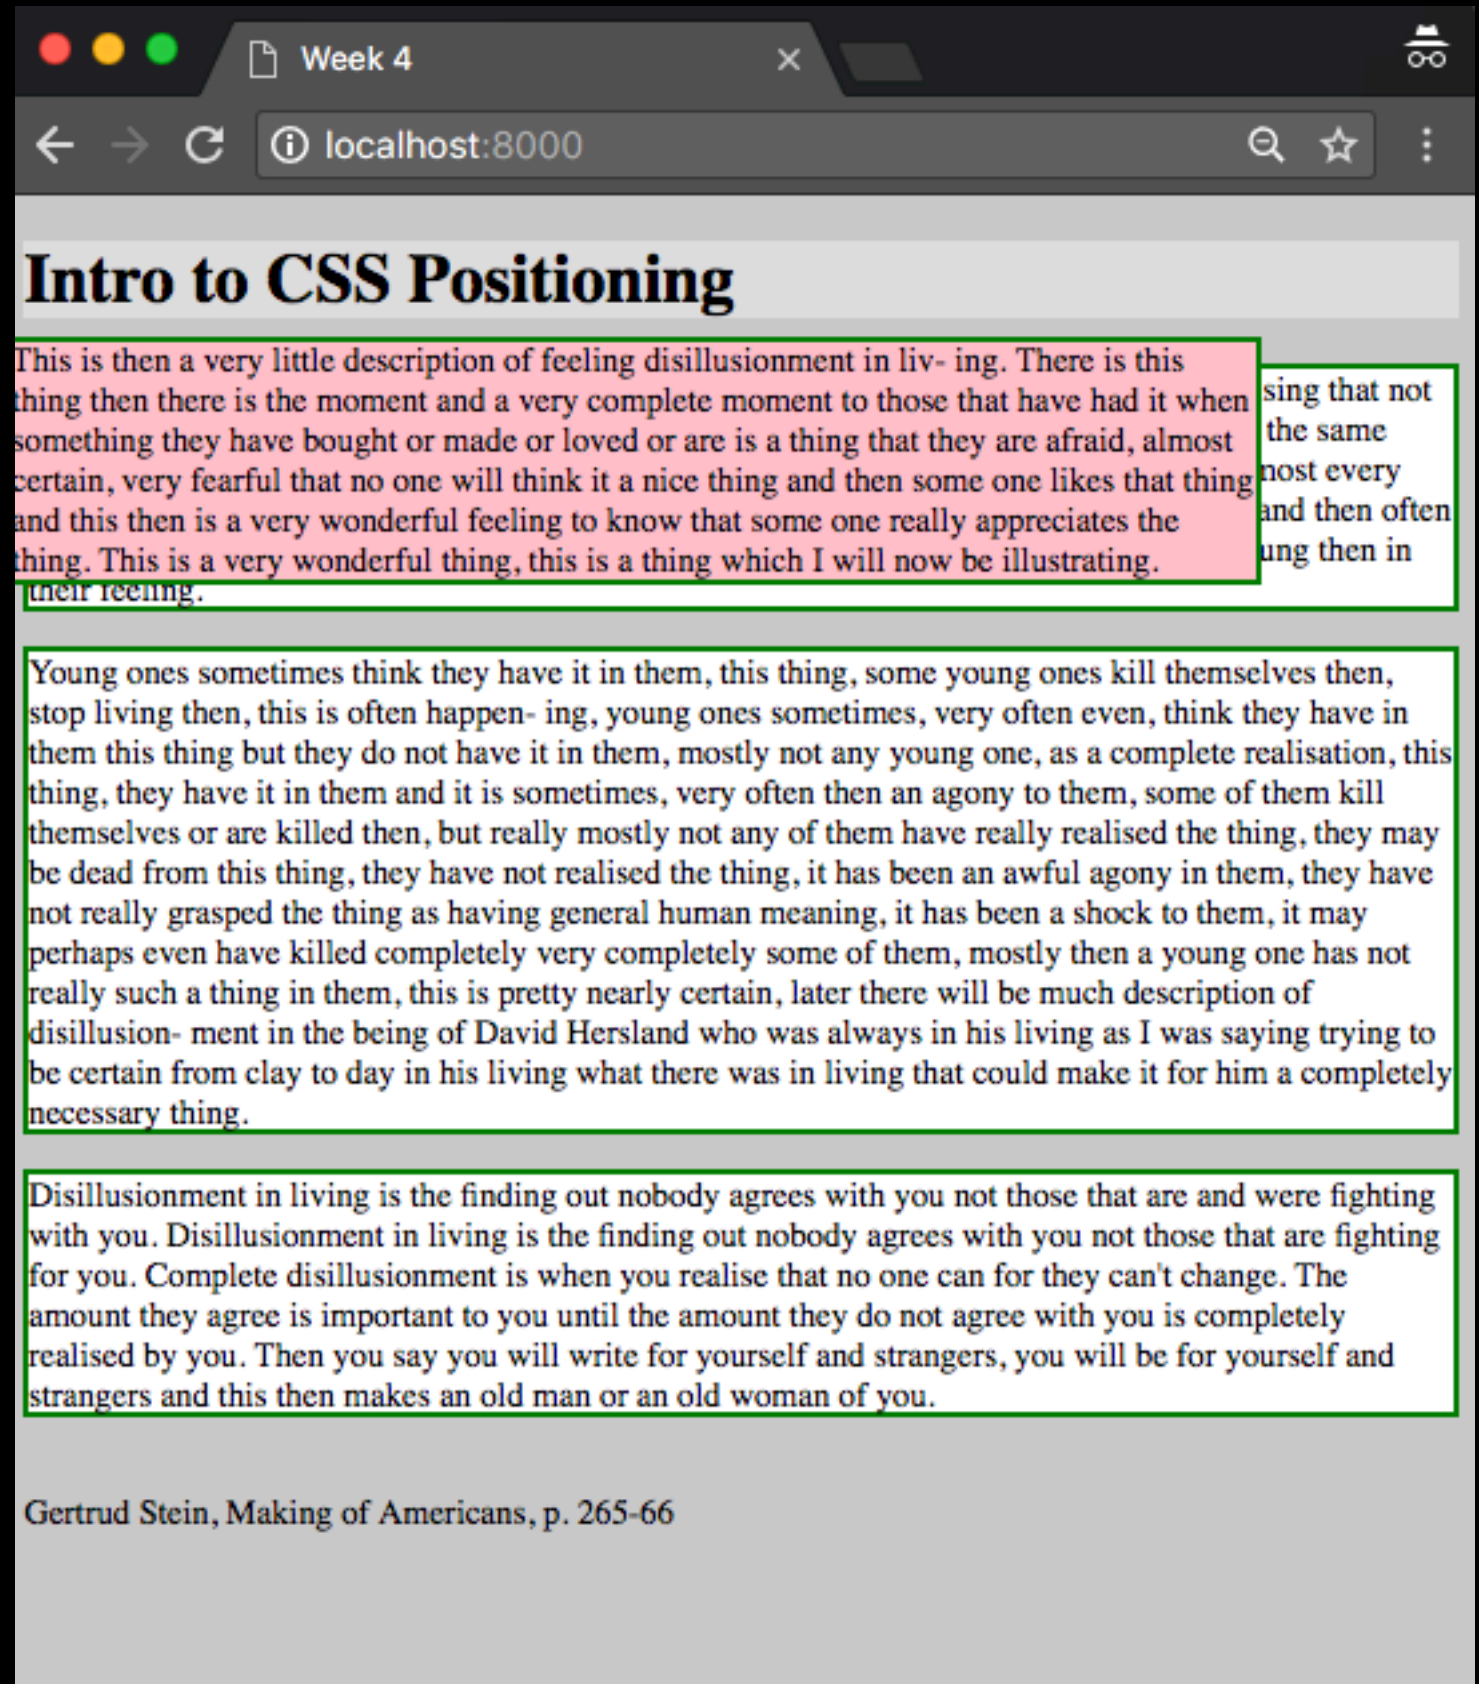 Week 4
localhost:8000
Intro to CSS Positioning
This is then a very little description of feeling disillusionment in liv- ing. There is this
thing then there is the moment and a very complete moment to those that have had it when
something they have bought or made or loved or are is a thing that they are afraid, almost
certain, very fearful that no one will think it a nice thing and then some one likes that thing
and this then is a very wonderful feeling to know that some one really appreciates the
thing. This is a very wonderful thing, this is a thing which I will now be illustrating.
sing that not
the same
most every
and then often
ung then in
their feeling.
Young ones sometimes think they have it in them, this thing, some young ones kill themselves then,
stop living then, this is often happen- ing, young ones sometimes, very often even, think they have in
them this thing but they do not have it in them, mostly not any young one, as a complete realisation, this
thing, they have it in them and it is sometimes, very often then an agony to them, some of them kill
themselves or are killed then, but really mostly not any of them have really realised the thing, they may
be dead from this thing, they have not realised the thing, it has been an awful agony in them, they have
not really grasped the thing as having general human meaning, it has been a shock to them, it may
perhaps even have killed completely very completely some of them, mostly then a young one has not
really such a thing in them, this is pretty nearly certain, later there will be much description of
disillusion- ment in the being of David Hersland who was always in his living as I was saying trying to
be certain from clay to day in his living what there was in living that could make it for him a completely
necessary thing.
Disillusionment in living is the finding out nobody agrees with you not those that are and were fighting
with you. Disillusionment in living is the finding out nobody agrees with you not those that are fighting
for you. Complete disillusionment is when you realise that no one can for they can't change. The
amount they agree is important to you until the amount they do not agree with you is completely
realised by you. Then you say you will write for yourself and strangers, you will be for yourself and
strangers and this then makes an old man or an old woman of you.
Gertrud Stein, Making of Americans, p. 265-66